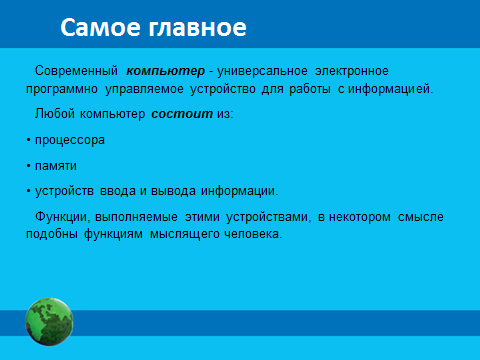 Самое главное
Современный компьютер - универсальное электронное
программно управляемое устройство для работы с информацией.
Любой компьютер состоит из:
• процессора
• памяти
• устройств ввода и вывода информации.
Функции, выполняемые этими устройствами, в некотором смысле
подобны функциям мыслящего человека.